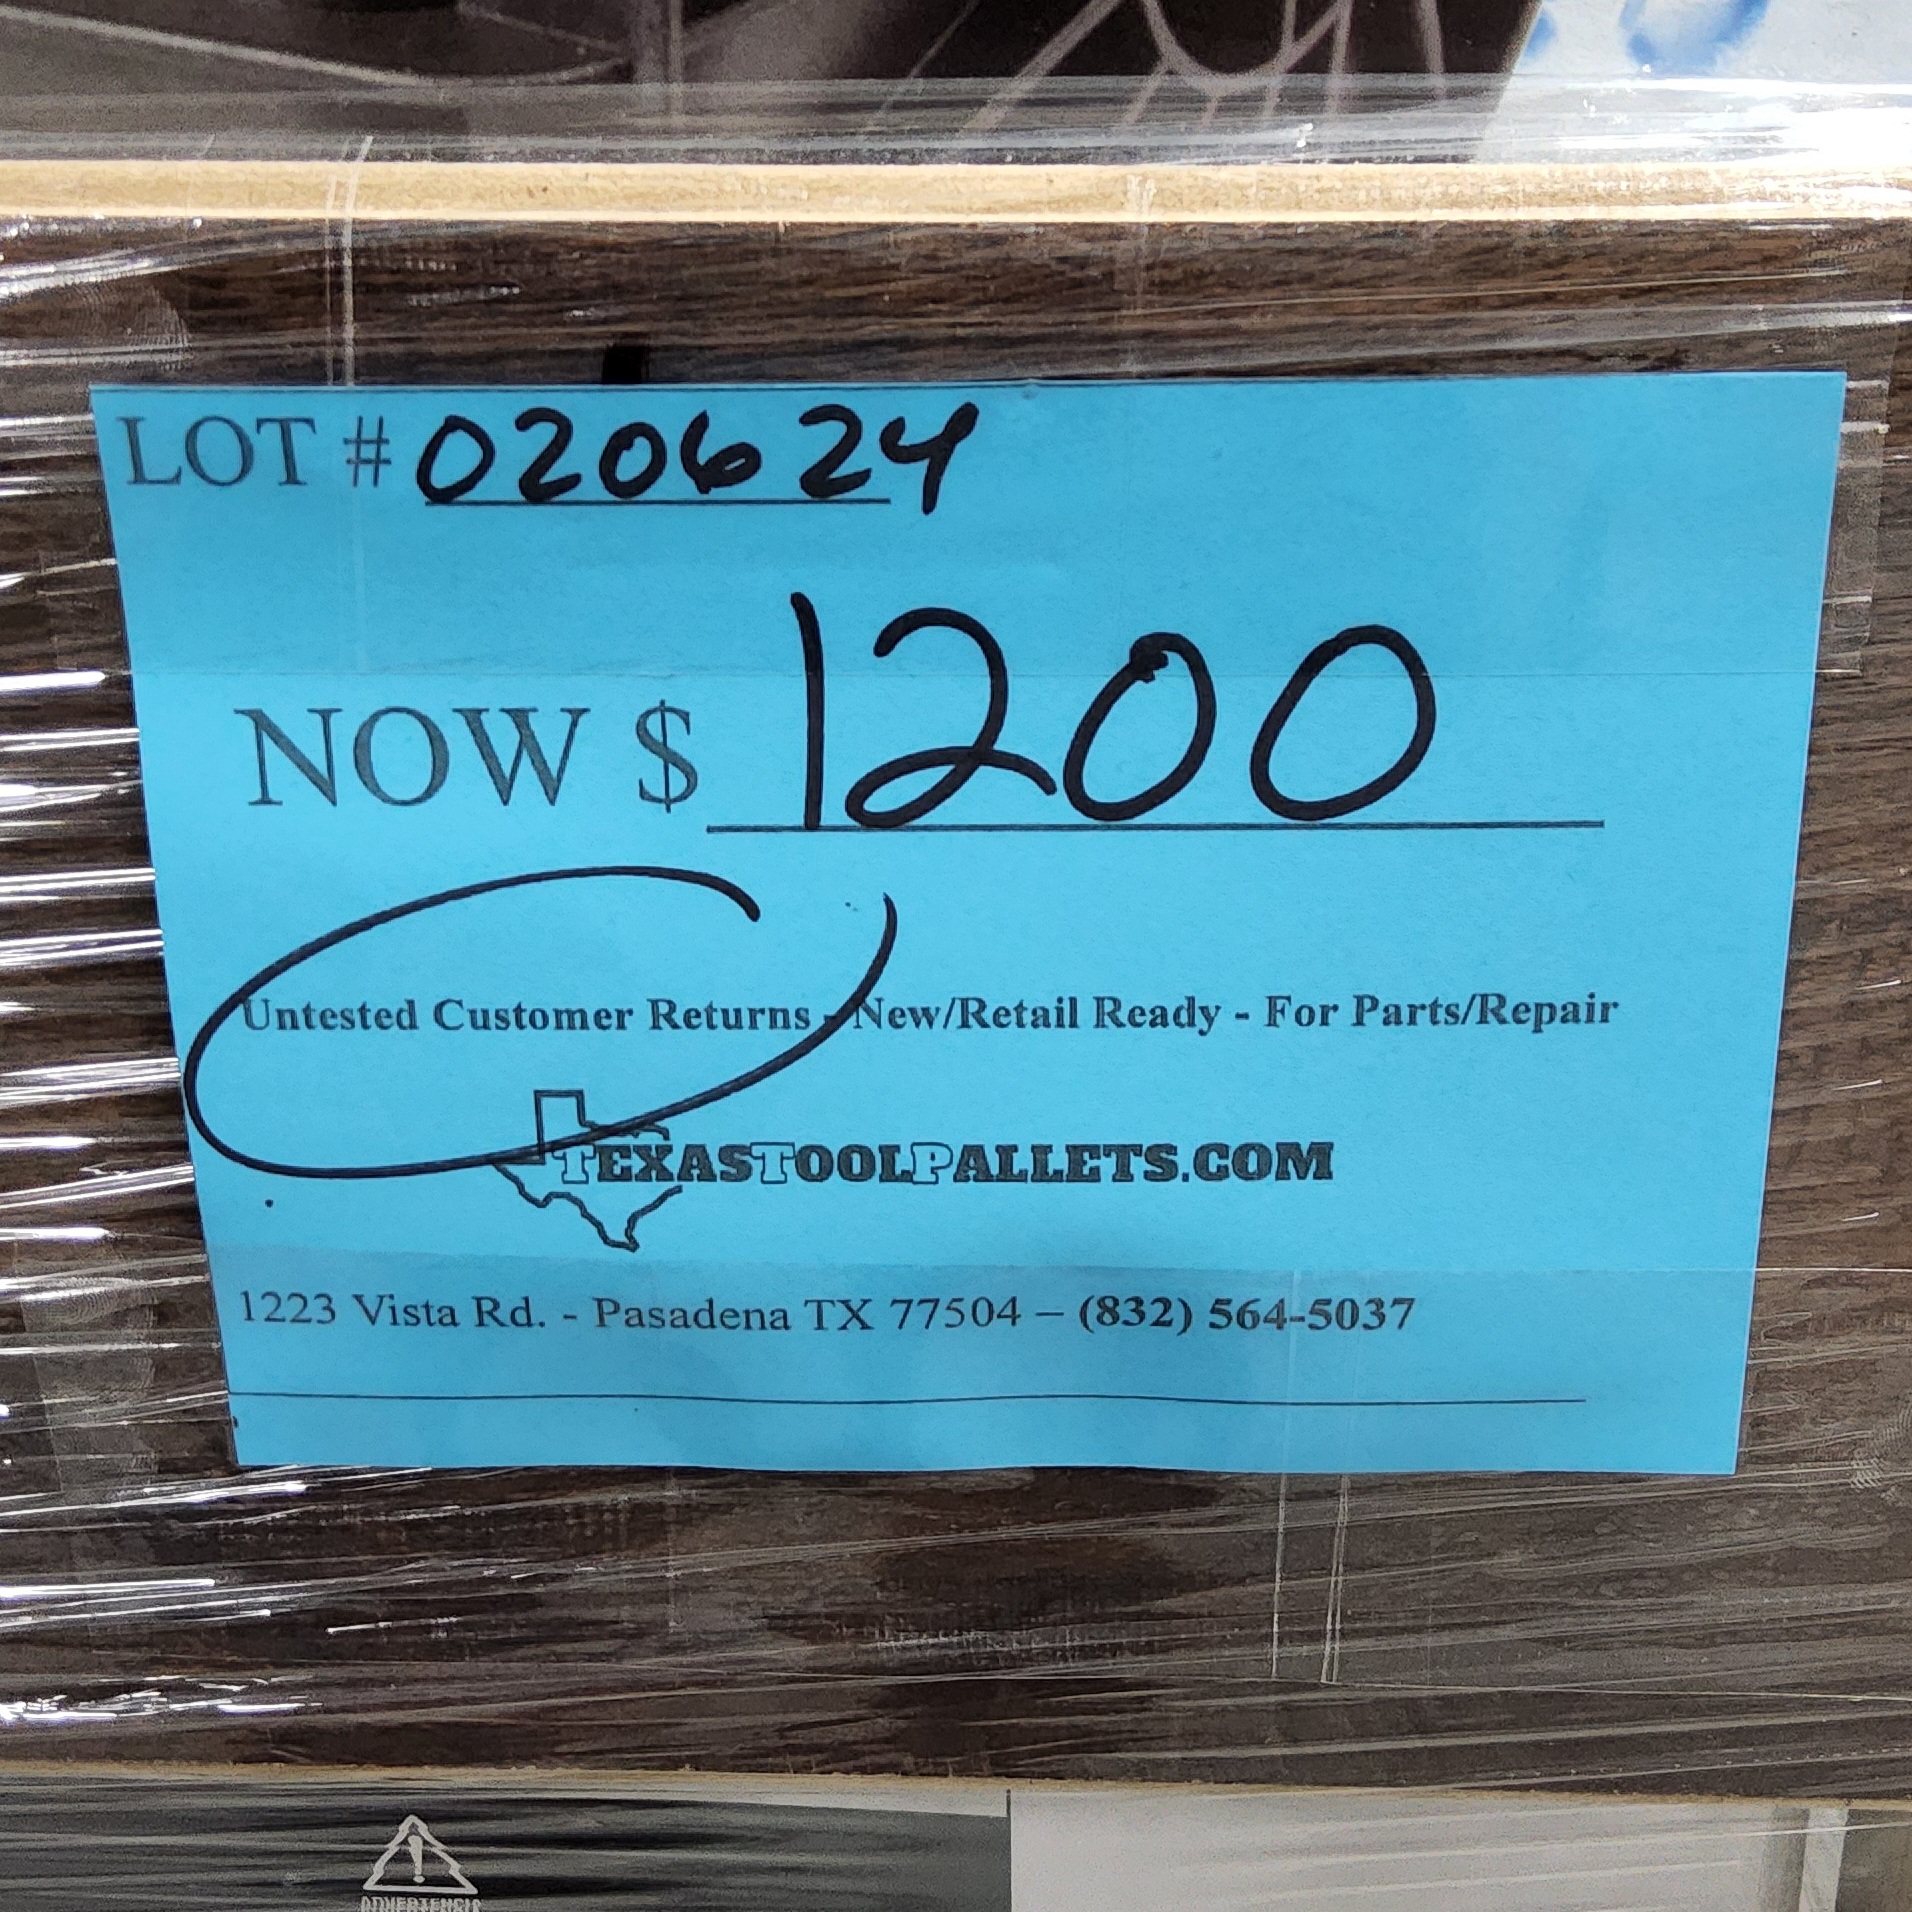 LOT # 020624
NOW $ 1200
Untested Customer Returns - New/Retail Ready - For Parts/Repair
TEXASTOOLPALLETS.COM
1223 Vista Rd. - Pasadena TX 77504 – (832) 564-5037
ADVERTENCIA